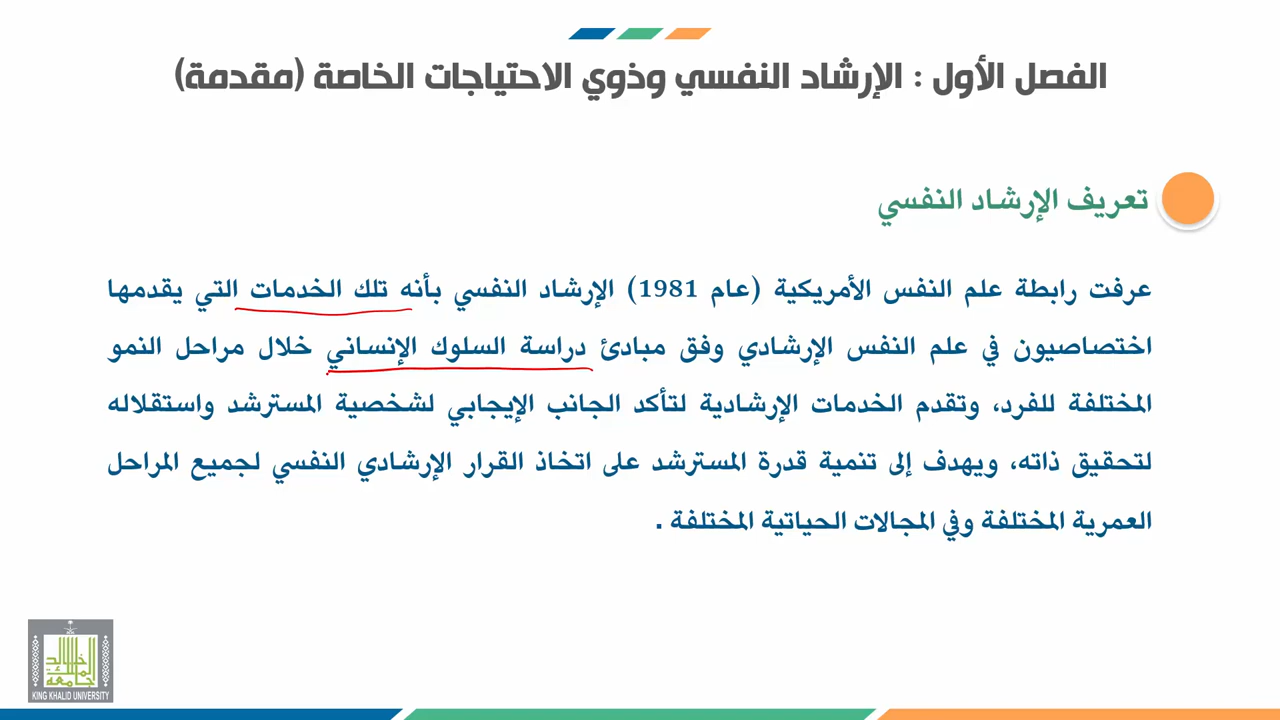 الفصل الأول : الإرشاد النفسي وذوي الاحتياجات الخاصة (مقدمة)
تعريف الإرشاد النفسي
عرفت رابطة علم النفس الأمريكية (عام 1981) الإرشاد النفسي بأنه تلك الخدمات التي يقدمها
اختصاصيون في علم النفس الإرشادي وفق مبادئ دراسة السلوك الإنساني خلال مراحل النمو
المختلفة للفرد، وتقدم الخدمات الإرشادية لتأكد الجانب الإيجابي لشخصية المسترشد واستقلاله
لتحقيق ذاته، ويهدف إلى تنمية قدرة المسترشد على اتخاذ القرار الإرشادي النفسي لجميع المراحل
العمرية المختلفة وفي المجالات الحياتية المختلفة .
جامعة الملك خالد
KING KHALID UNIVERSITY